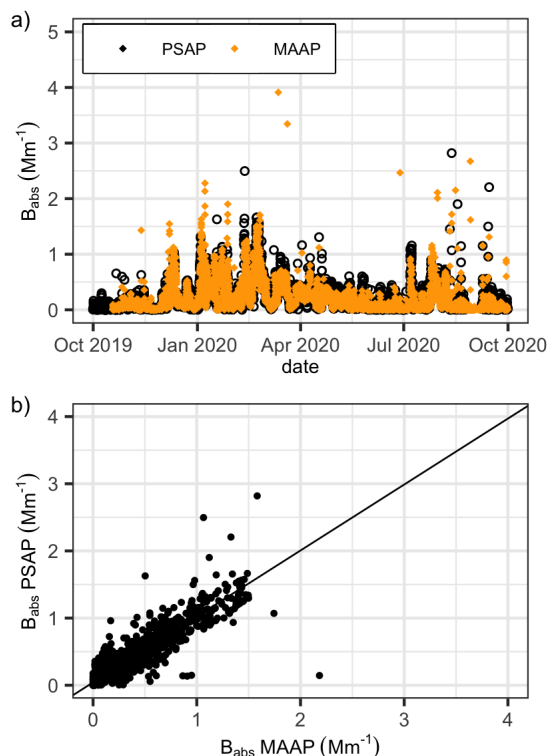 a)
PSAP MAAP
5
4
3
2
1
0
Babs (Mm-1)
Oct 2019 Jan 2020 Apr 2020 Jul 2020 Oct 2020
date
b)
4
3
2
1
0
Babs PSAP (Mm-1)
0 1 2 3 4
Babs MAAP (Mm-1)